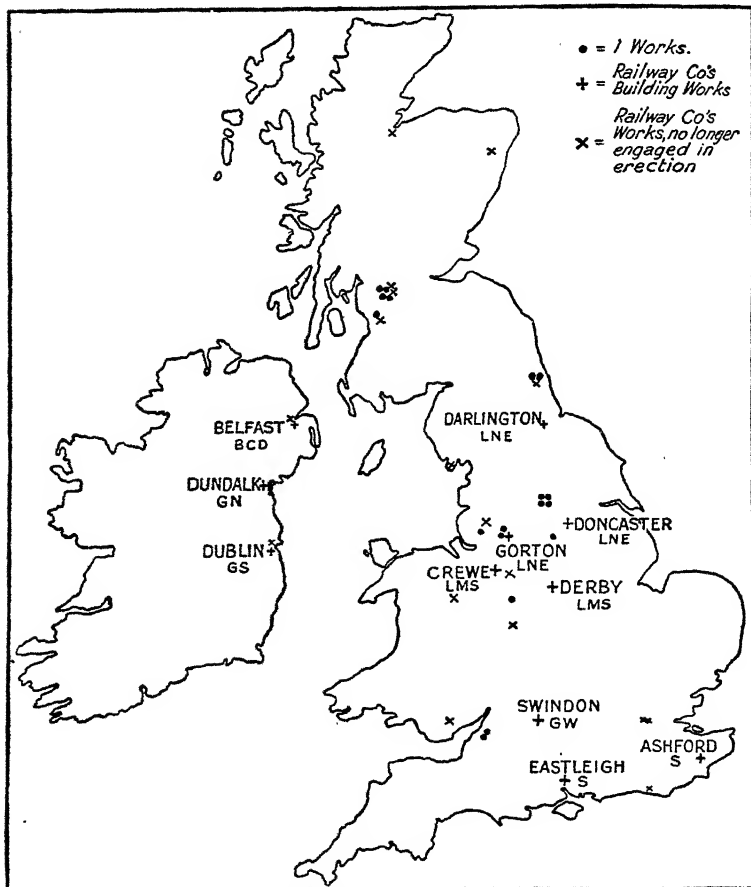 • = 1 Works.
+ = Railway Co's
Building Works
Railway Co's
Works, no longer
× = engaged in
erection
BELFAST
BCD
DARLINGTON
LNE
DUNDALK
GN
DONCASTER
LNE
DUBLIN
GS
GORTON
LNE
CREWE
LMS
DERBY
LMS
SWINDON
GW
ASHFORD
S
EASTLEIGH
S